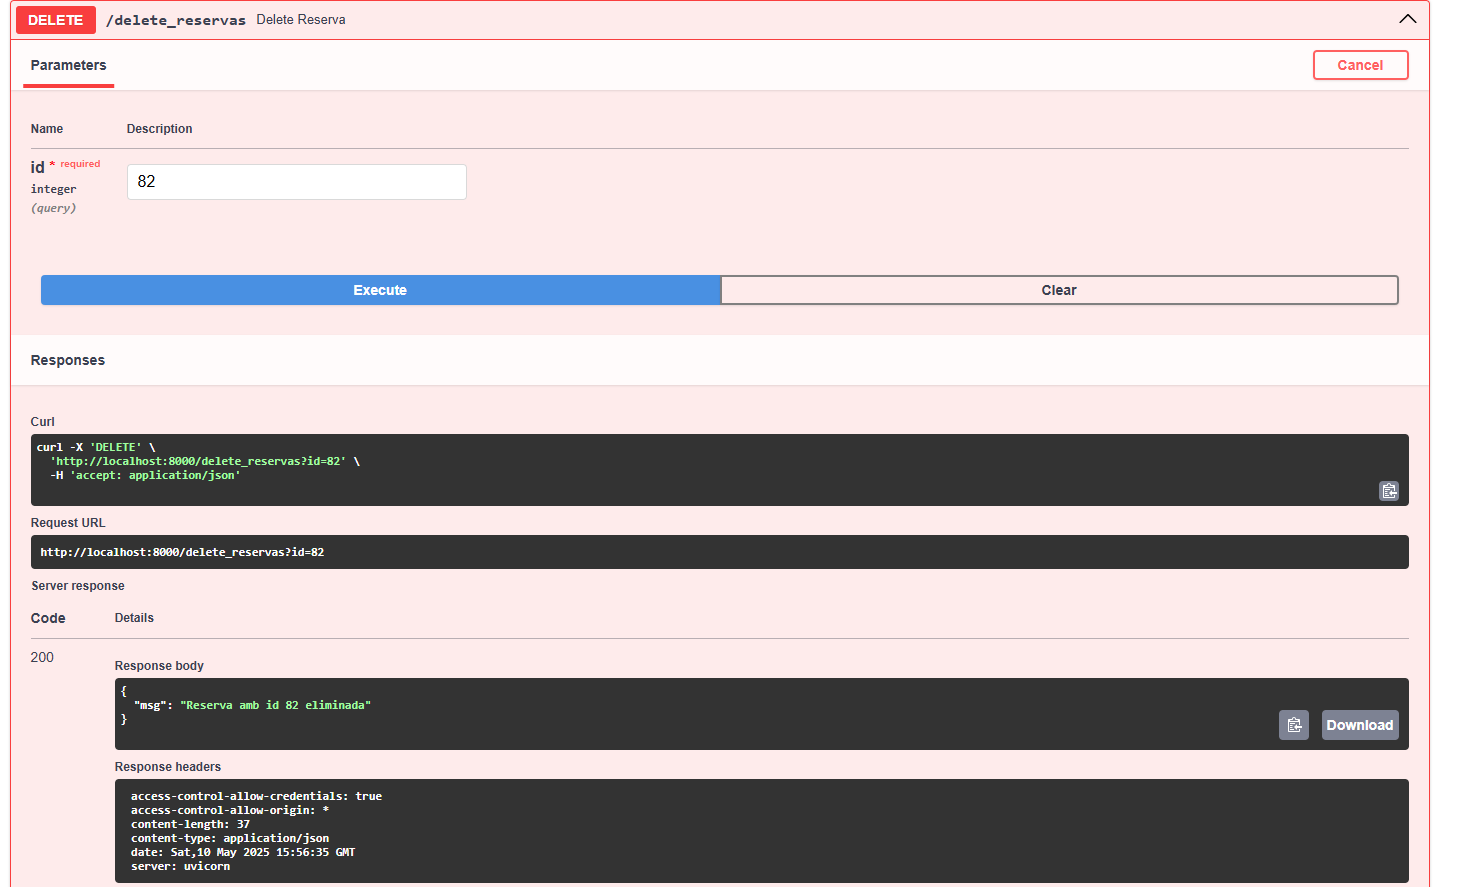 DELETE /delete_reservas Delete Reserva
Parameters Cancel
Name Description
id * required 82
integer
(query)
Execute Clear
Responses
Curl
curl -X 'DELETE' \
'http://localhost:8000/delete_reservas?id=82' \
-H 'accept: application/json'
Request URL
http://localhost:8000/delete_reservas?id=82
Server response
Code Details
200
Response body
{
"msg": "Reserva amb id 82 eliminada"
}
Download
Response headers
access-control-allow-credentials: true
access-control-allow-origin: *
content-length: 37
content-type: application/json
date: Sat,10 May 2025 15:56:35 GMT
server: uvicorn